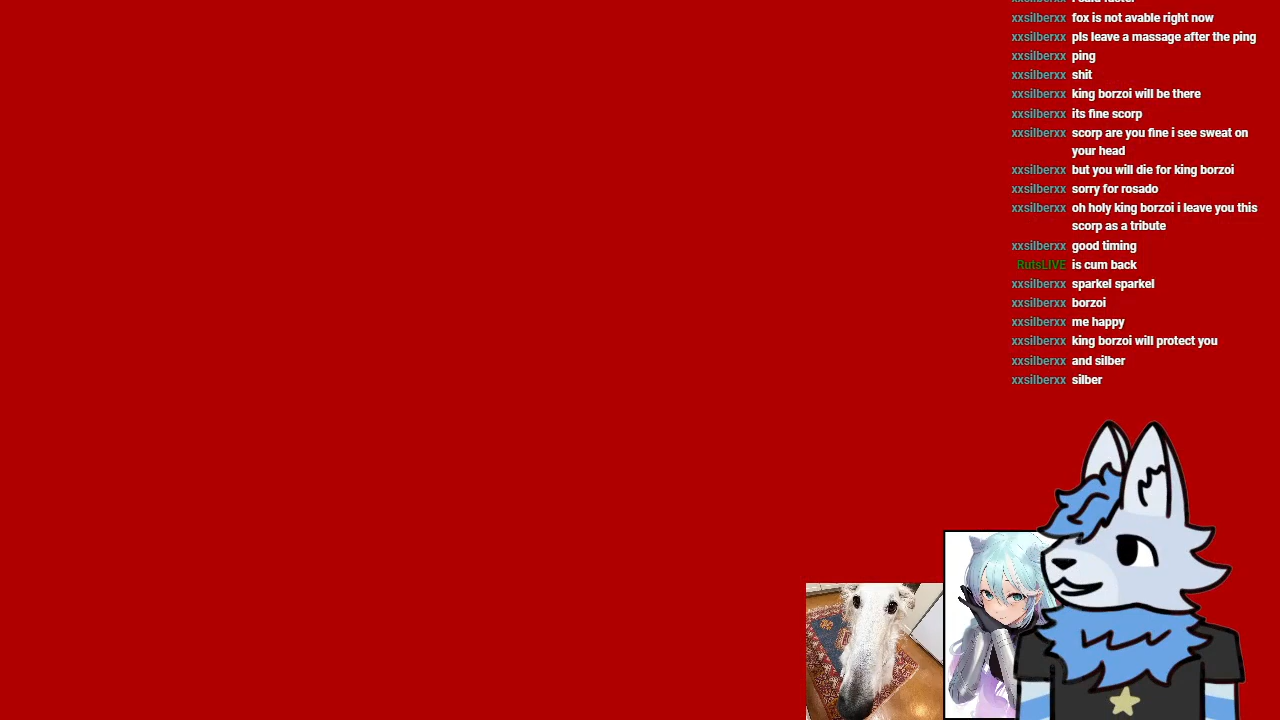 xxsilberxx fox is not avable right now
xxsilberxx pls leave a massage after the ping
xxsilberxx ping
xxsilberxx shit
xxsilberxx king borzoi will be there
xxsilberxx its fine scorp
xxsilberxx scorp are you fine i see sweat on
your head
xxsilberxx but you will die for king borzoi
xxsilberxx sorry for rosado
xxsilberxx oh holy king borzoi i leave you this
scorp as a tribute
xxsilberxx good timing
RutsLIVE is cum back
xxsilberxx sparkel sparkel
xxsilberxx borzoi
xxsilberxx me happy
xxsilberxx king borzoi will protect you
xxsilberxx and silber
xxsilberxx silber